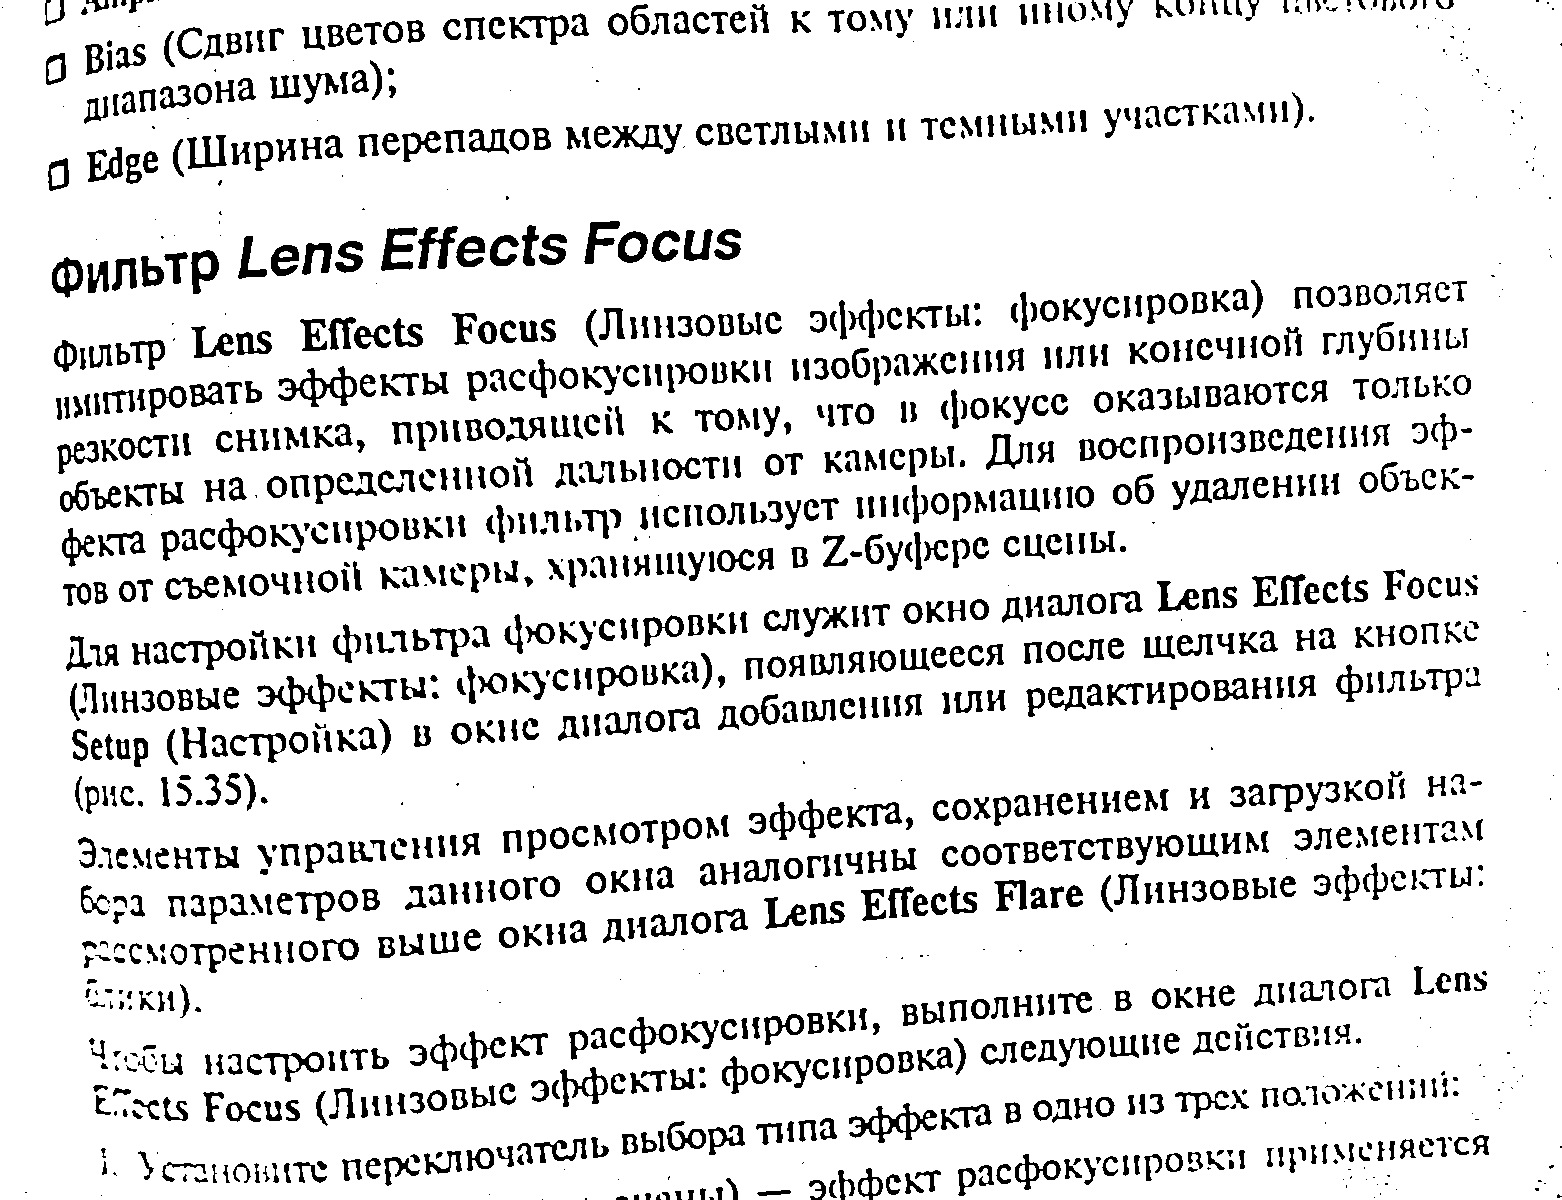 ❒ Bias (Сдвиг цветов спектра областей к тому или иному концу цветового
диапазона шума);
❒ Edge (Ширина перепадов между светлыми и темными участками).
Фильтр Lens Effects Focus
Фильтр Lens Effects Focus (Линзовые эффекты: фокусировка) позволяет
имитировать эффекты расфокусировки изображения или конечной глубины
резкости снимка, приводящей к тому, что в фокусе оказываются только
объекты на определенной дальности от камеры. Для воспроизведения эф-
фекта расфокусировки фильтр использует информацию об удалении объек-
тов от съемочной камеры, хранящуюся в Z-буфере сцены.
Для настройки фильтра фокусировки служит окно диалога Lens Effects Focus
(Линзовые эффекты: фокусировка), появляющееся после щелчка на кнопке
Setup (Настройка) в окне диалога добавления или редактирования фильтра
(рис. 15.35).
Элементы управления просмотром эффекта, сохранением и загрузкой на-
бора параметров данного окна аналогичны соответствующим элементам
рассмотренного выше окна диалога Lens Effects Flare (Линзовые эффекты:
блики).
Чтобы настроить эффект расфокусировки, выполните в окне диалога Lens
Effects Focus (Линзовые эффекты: фокусировка) следующие действия.
1. Установите переключатель выбора типа эффекта в одно из трех положений:
— эффект расфокусировки применяется